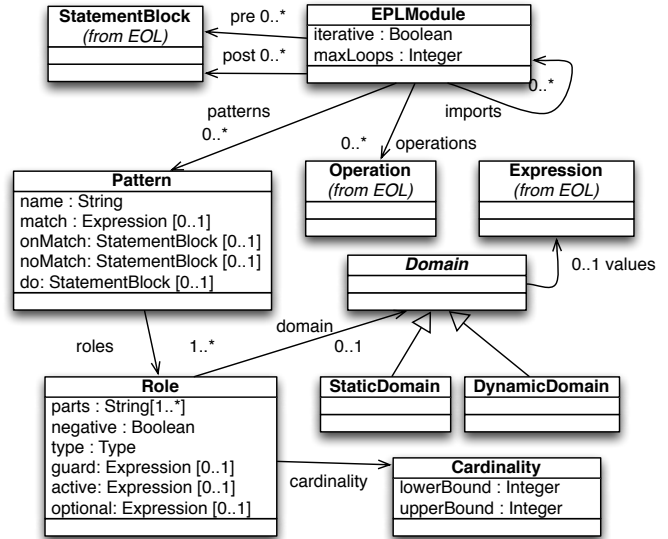 StatementBlock
(from EOL)
pre 0..*
post 0..*
EPLModule
iterative : Boolean
maxLoops : Integer
0..*
imports
patterns
0..*
0..*
operations
Operation
(from EOL)
Expression
(from EOL)
Pattern
name : String
match : Expression [0..1]
onMatch: StatementBlock [0..1]
noMatch: StatementBlock [0..1]
do: StatementBlock [0..1]
Domain
0..1 values
roles
1..*
domain
0..1
StaticDomain
DynamicDomain
Role
parts : String[1..*]
negative : Boolean
type : Type
guard: Expression [0..1]
active: Expression [0..1]
optional: Expression [0..1]
cardinality
Cardinality
lowerBound : Integer
upperBound : Integer